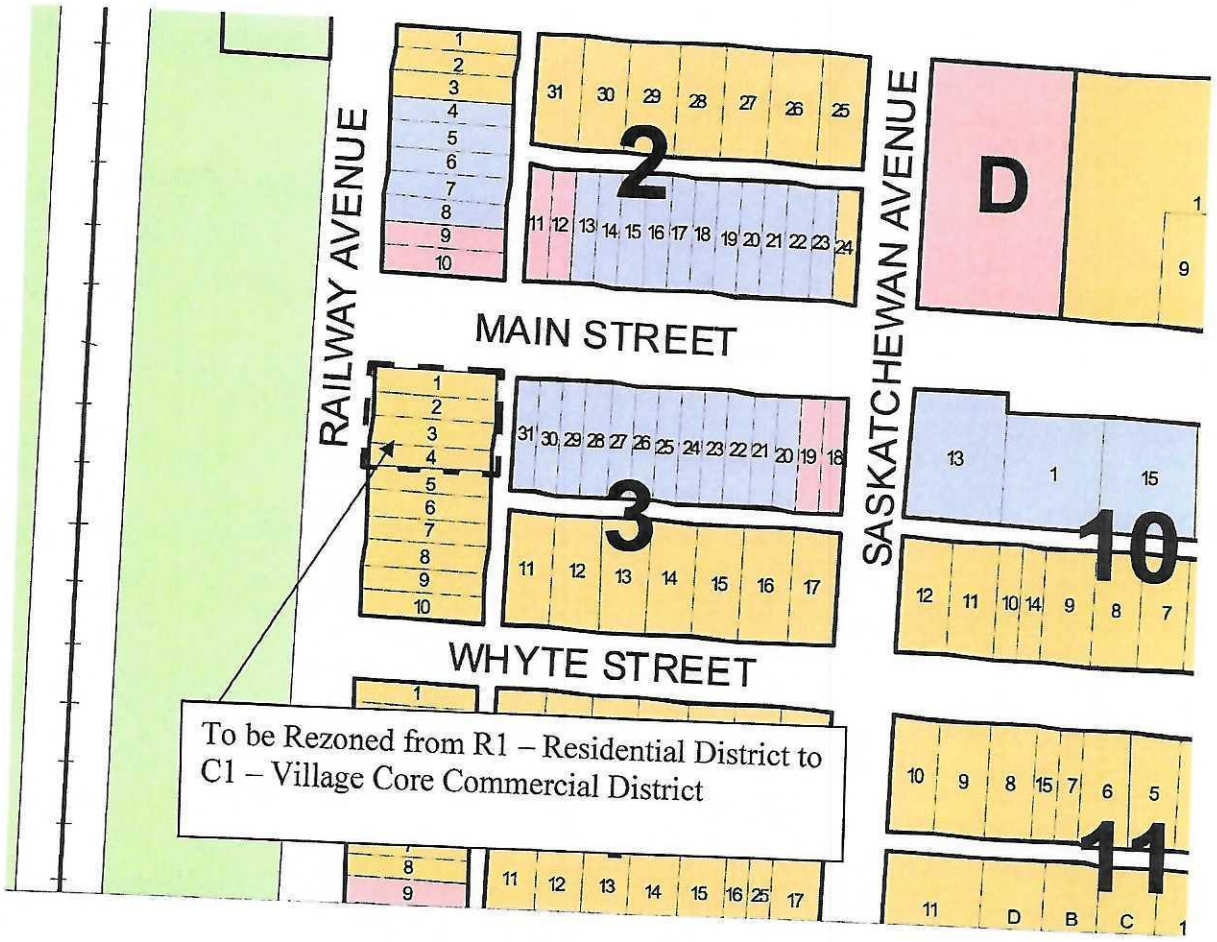 1
2
3
4
5
6
7
8
9
10
31 30 29 28 27 26 25
2
11 12 13 14 15 16 17 18 19 20 21 22 23 24
D
1
9
RAILWAY AVENUE
SASKATCHEWAN AVENUE
MAIN STREET
1
2
3
4
5
6
7
8
9
10
31 30 29 28 27 26 25 24 23 22 21 20 19 18
3
11 12 13 14 15 16 17
13 1 15
10
12 11 10 14 9 8 7
WHYTE STREET
1
To be Rezoned from R1 – Residential District to
C1 – Village Core Commercial District
8
9
11 12 13 14 15 16 25 17
10 9 8 15 7 6 5
11
11 D B C 1